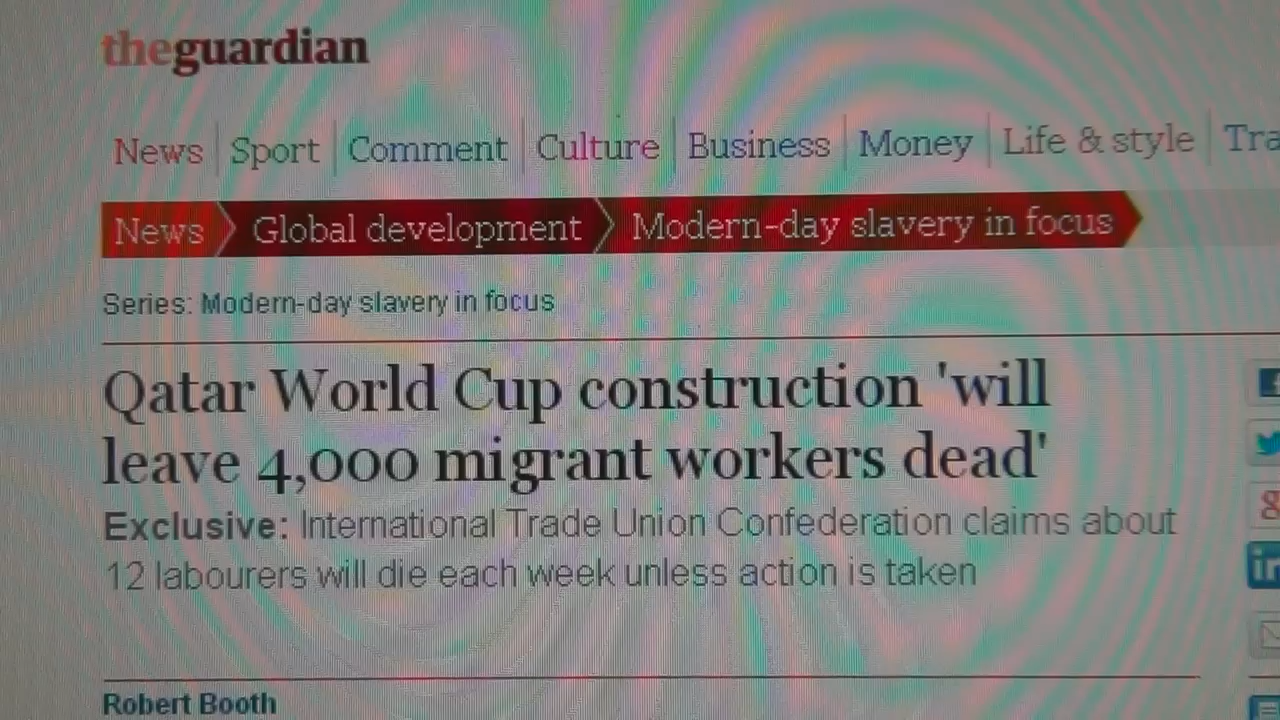 theguardian
News Sport Comment Culture Business Money Life & style Tra
News Global development Modern-day slavery in focus
Series: Modern-day slavery in focus
Qatar World Cup construction 'will
leave 4,000 migrant workers dead'
Exclusive: International Trade Union Confederation claims about
12 labourers will die each week unless action is taken
Robert Booth